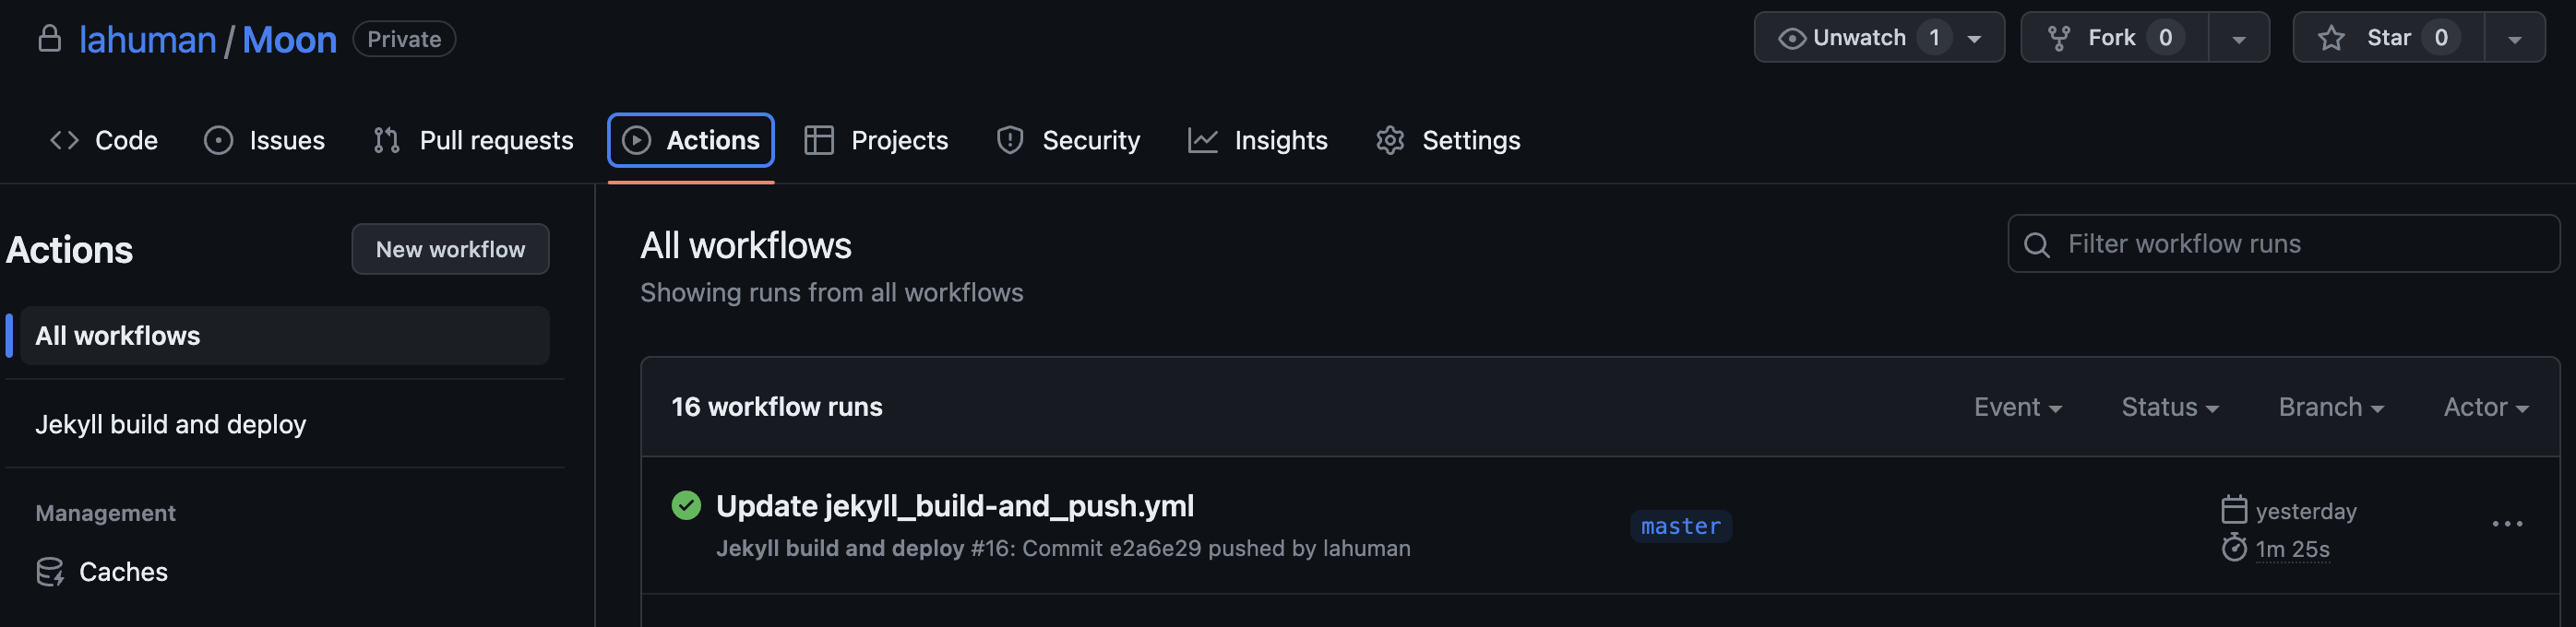 lahuman / Moon Private
Unwatch 1
Fork 0
Star 0
Code
Issues
Pull requests
Actions
Projects
Security
Insights
Settings
Actions
New workflow
All workflows
Jekyll build and deploy
Management
Caches
All workflows
Showing runs from all workflows
Filter workflow runs
16 workflow runs
Event
Status
Branch
Actor
Update jekyll_build-and_push.yml
Jekyll build and deploy #16: Commit e2a6e29 pushed by lahuman
master
yesterday
1m 25s